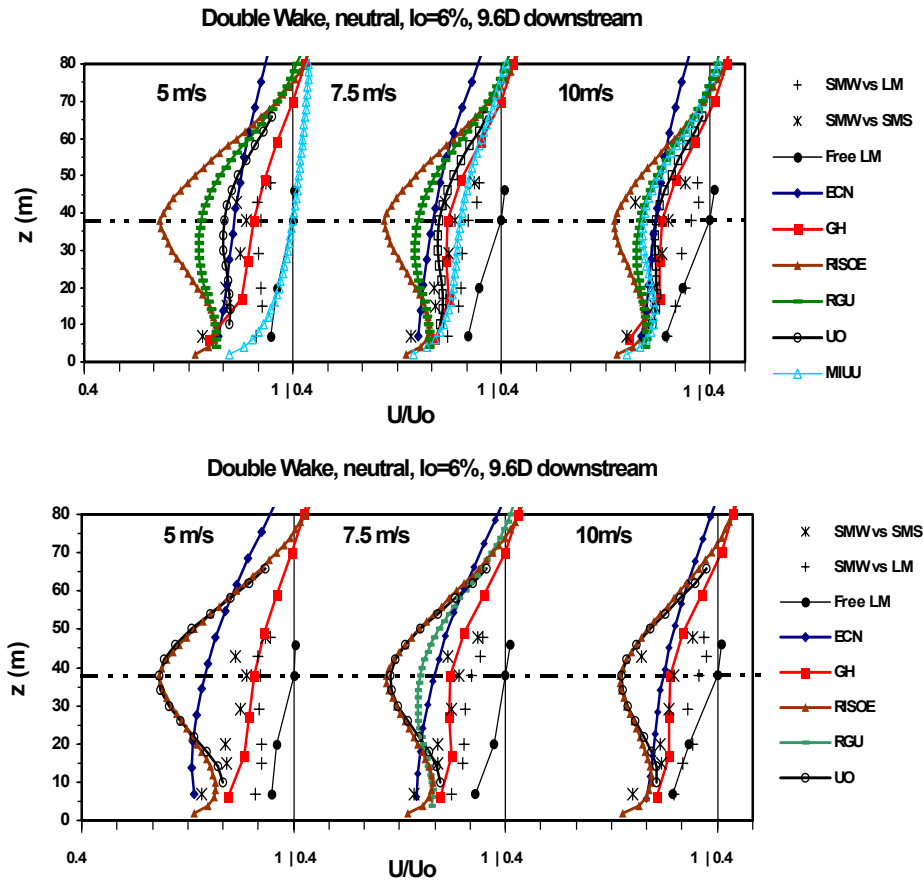 Double Wake, neutral, Io=6%, 9.6D downstream
80
70
60
50
40
30
20
10
0
z (m)
5 m/s
7.5 m/s
10m/s
0.4
1 | 0.4
1 | 0.4
1 | 0.4
U/Uo
SMW vs LM
SMW vs SMS
Free LM
ECN
GH
RISOE
RGU
UO
MIUU
Double Wake, neutral, Io=6%, 9.6D downstream
80
70
60
50
40
30
20
10
0
z (m)
5 m/s
7.5 m/s
10m/s
0.4
1 | 0.4
1 | 0.4
1 | 0.4
U/Uo
SMW vs SMS
SMW vs LM
Free LM
ECN
GH
RISOE
RGU
UO